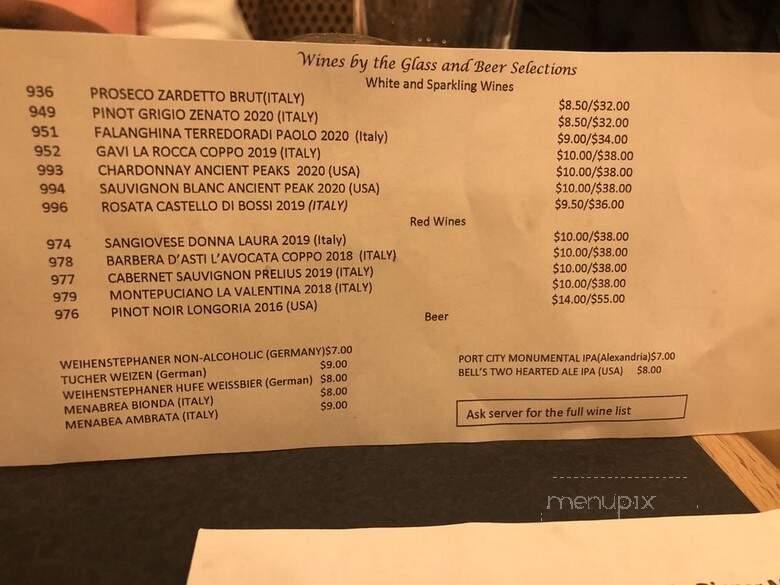 Wines by the Glass and Beer Selections
White and Sparkling Wines
936 PROSECO ZARDETTO BRUT(ITALY) $8.50/$32.00
949 PINOT GRIGIO ZENATO 2020 (ITALY) $8.50/$32.00
951 FALANGHINA TERREDORADI PAOLO 2020 (Italy) $9.00/$34.00
952 GAVI LA ROCCA COPPO 2019 (ITALY) $10.00/$38.00
993 CHARDONNAY ANCIENT PEAKS 2020 (USA) $10.00/$38.00
994 SAUVIGNON BLANC ANCIENT PEAK 2020 (USA) $10.00/$38.00
996 ROSATA CASTELLO DI BOSSI 2019 (ITALY) $9.50/$36.00
Red Wines
974 SANGIOVESE DONNA LAURA 2019 (Italy) $10.00/$38.00
978 BARBERA D'ASTI L'AVOCATA COPPO 2018 (ITALY) $10.00/$38.00
977 CABERNET SAUVIGNON PRELIUS 2019 (ITALY) $10.00/$38.00
979 MONTEPUCIANO LA VALENTINA 2018 (ITALY) $10.00/$38.00
976 PINOT NOIR LONGORIA 2016 (USA) $14.00/$55.00
Beer
WEIHENSTEPHANER NON-ALCOHOLIC (GERMANY)$7.00
TUCHER WEIZEN (German) $9.00
WEIHENSTEPHANER HUFE WEISSBIER (German) $8.00
MENABREA BIONDA (ITALY) $8.00
MENABEA AMBRATA (ITALY) $9.00
PORT CITY MONUMENTAL IPA(Alexandria)$7.00
BELL'S TWO HEARTED ALE IPA (USA) $8.00
Ask server for the full wine list
menupix